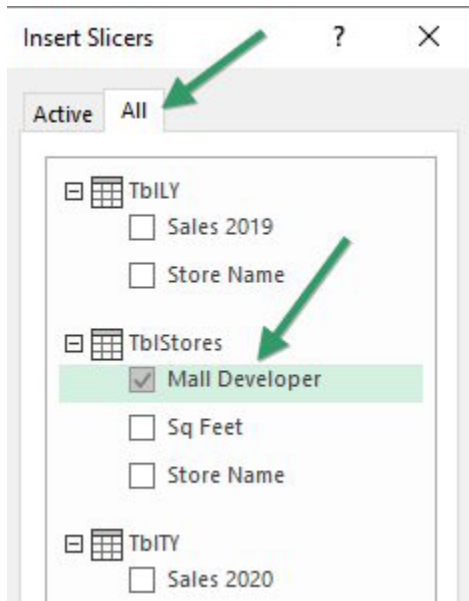 Insert Slicers ? X
Active All
TblLY
Sales 2019
Store Name
TblStores
Mall Developer
Sq Feet
Store Name
TblTY
Sales 2020